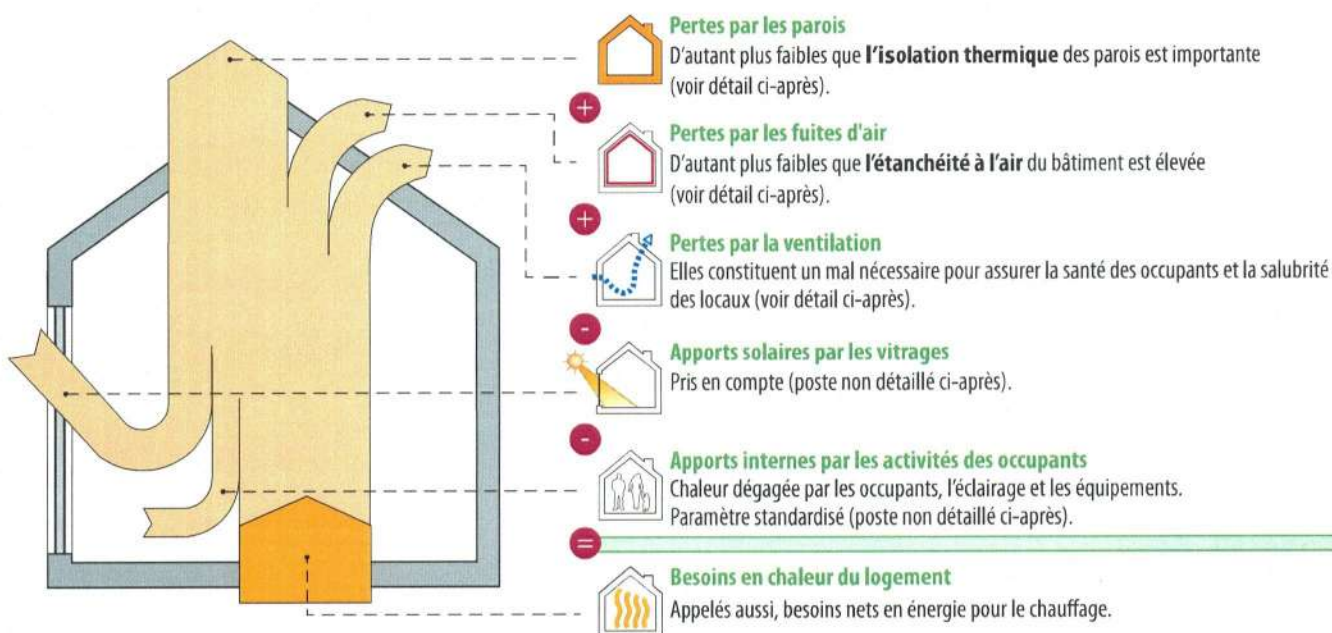 Pertes par les parois
D'autant plus faibles que l'isolation thermique des parois est importante
(voir détail ci-après).
+
Pertes par les fuites d'air
D'autant plus faibles que l'étanchéité à l'air du bâtiment est élevée
(voir détail ci-après).
+
Pertes par la ventilation
Elles constituent un mal nécessaire pour assurer la santé des occupants et la salubrité
des locaux (voir détail ci-après).
-
Apports solaires par les vitrages
Pris en compte (poste non détaillé ci-après).
-
Apports internes par les activités des occupants
Chaleur dégagée par les occupants, l'éclairage et les équipements.
Paramètre standardisé (poste non détaillé ci-après).
=
Besoins en chaleur du logement
Appelés aussi, besoins nets en énergie pour le chauffage.